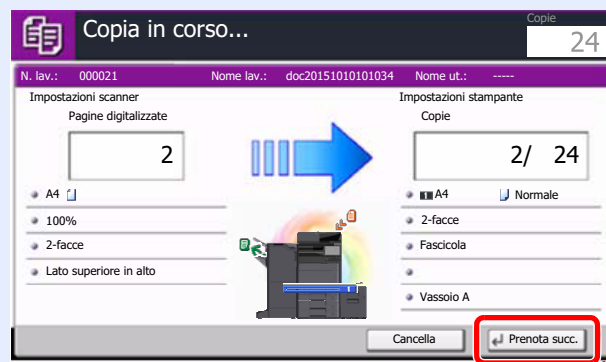 Copia in corso...
Copie
24
N. lav.: 000021 Nome lav.: doc20151010101034 Nome ut.: -----
Impostazioni scanner
Pagine digitalizzate
2
A4
100%
2-facce
Lato superiore in alto
Impostazioni stampante
Copie
2/ 24
1 A4 Normale
2-facce
Fascicola
Vassoio A
Cancella
Prenota succ.